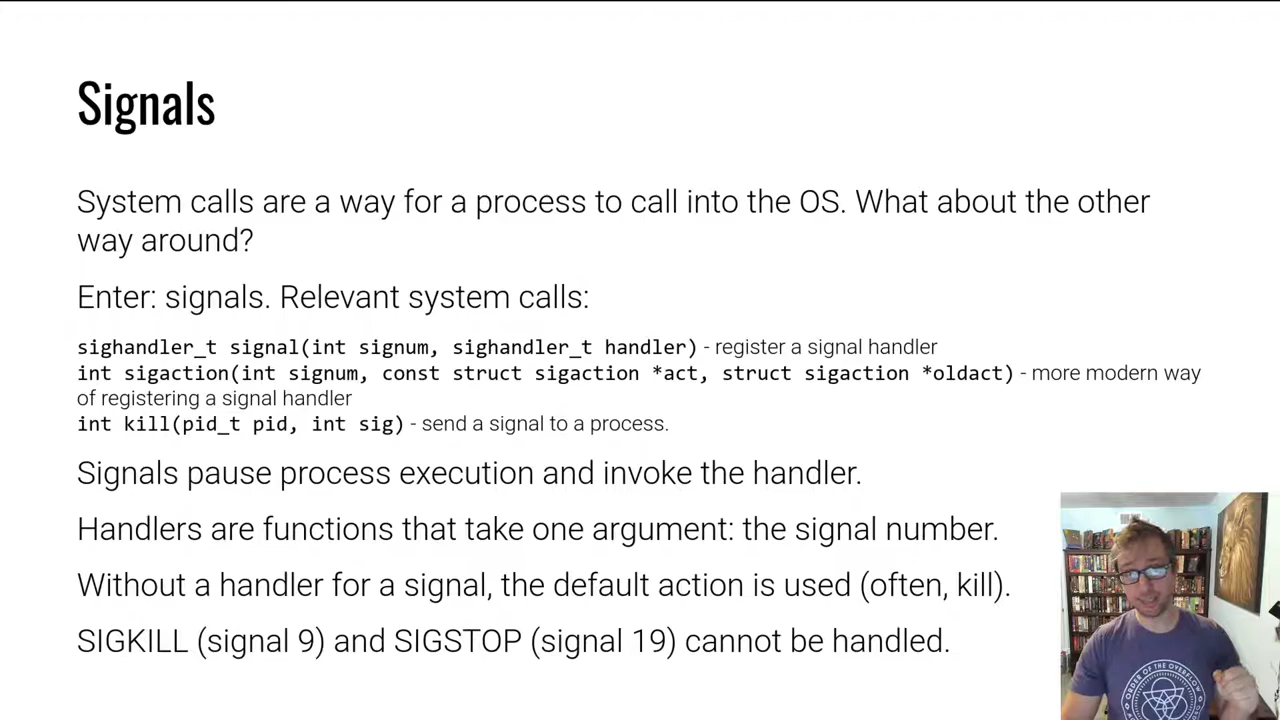 Signals
System calls are a way for a process to call into the OS. What about the other
way around?
Enter: signals. Relevant system calls:
sighandler_t signal(int signum, sighandler_t handler) - register a signal handler
int sigaction(int signum, const struct sigaction *act, struct sigaction *oldact) - more modern way
of registering a signal handler
int kill(pid_t pid, int sig) - send a signal to a process.
Signals pause process execution and invoke the handler.
Handlers are functions that take one argument: the signal number.
Without a handler for a signal, the default action is used (often, kill).
SIGKILL (signal 9) and SIGSTOP (signal 19) cannot be handled.
ORDER OF THE OVERFLOW